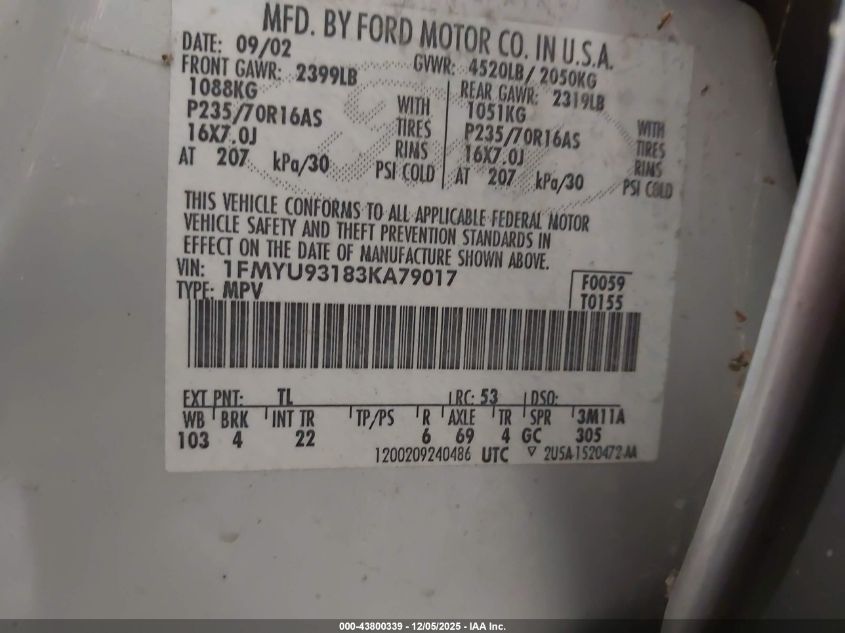 MFD. BY FORD MOTOR CO. IN U.S.A.
DATE: 09/02 GVWR: 4520LB/ 2050KG
FRONT GAWR: 2399LB REAR GAWR: 2319LB
1088KG WITH 1051KG WITH
P235/70R16AS TIRES P235/70R16AS TIRES
16X7.0J RIMS 16X7.0J RIMS
AT 207 kPa/30 PSI COLD AT 207 kPa/30 PSI COLD
THIS VEHICLE CONFORMS TO ALL APPLICABLE FEDERAL MOTOR
VEHICLE SAFETY AND THEFT PREVENTION STANDARDS IN
EFFECT ON THE DATE OF MANUFACTURE SHOWN ABOVE.
VIN: 1FMYU93183KA79017 F0059
TYPE: MPV T0155
EXT PNT: TL RC: 53 DSO:
WB BRK INT TR TP/PS R AXLE TR SPR 3M11A
103 4 22 6 69 4 GC 305
1200209240486 UTC ▽ 2U5A-1520472-AA
000-43800339 - 12/05/2025 - IAA Inc.